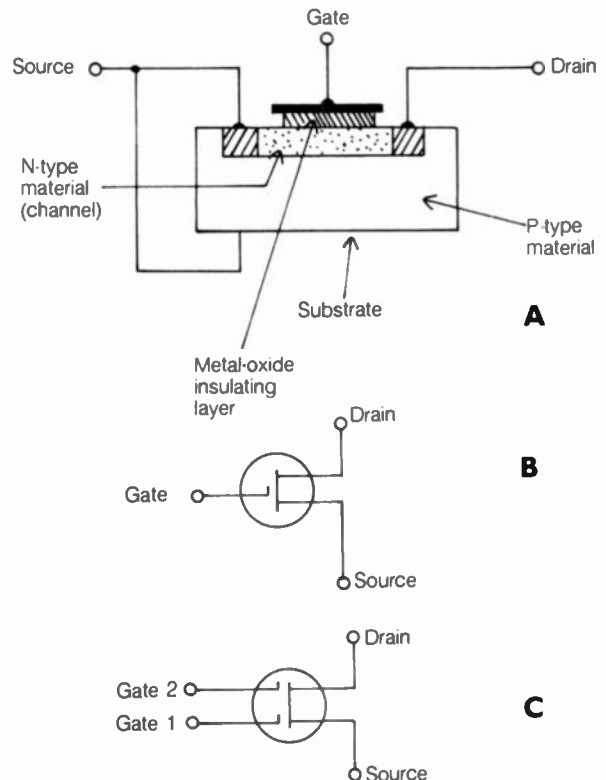 Gate
Source
Drain
N-type
material
(channel)
P-type
material
Substrate
A
Metal-oxide
insulating
layer
Drain
B
Gate
Source
Drain
Gate 2
Gate 1
C
Source